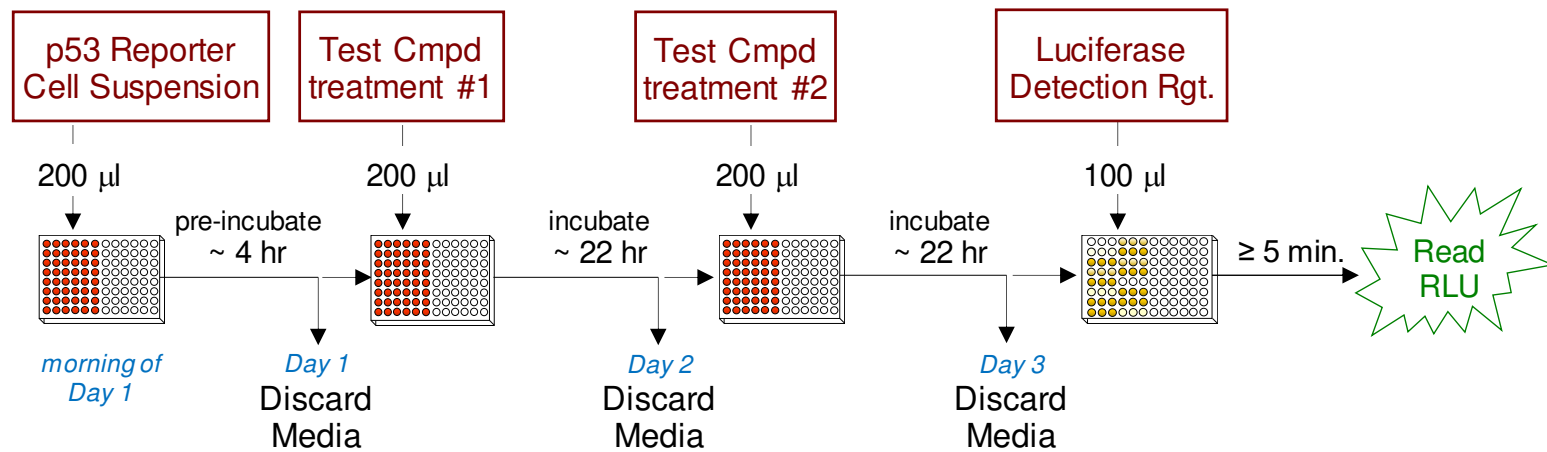 p53 Reporter
Cell Suspension
Test Cmpd
treatment #1
Test Cmpd
treatment #2
Luciferase
Detection Rgt.
200 µl
200 µl
200 µl
100 µl
pre-incubate
~ 4 hr
incubate
~ 22 hr
incubate
~ 22 hr
≥ 5 min.
Read
RLU
morning of
Day 1
Day 1
Discard
Media
Day 2
Discard
Media
Day 3
Discard
Media